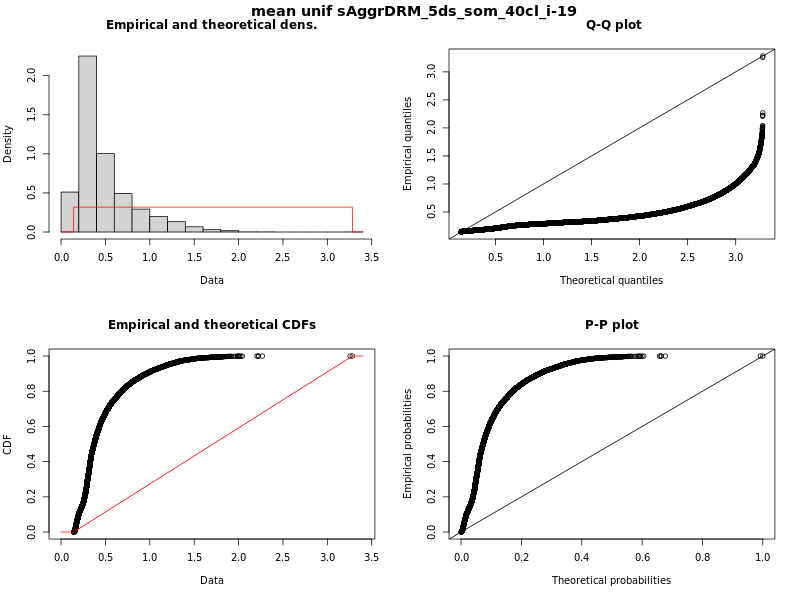 mean unif sAggrDRM_5ds_som_40cl_i-19
Empirical and theoretical dens.
Density
0.0 0.5 1.0 1.5 2.0
0.0 0.5 1.0 1.5 2.0 2.5 3.0 3.5
Data
Q-Q plot
Empirical quantiles
0.5 1.0 1.5 2.0 2.5 3.0
0.5 1.0 1.5 2.0 2.5 3.0
Theoretical quantiles
Empirical and theoretical CDFs
CDF
0.0 0.2 0.4 0.6 0.8 1.0
0.0 0.5 1.0 1.5 2.0 2.5 3.0 3.5
Data
P-P plot
Empirical probabilities
0.0 0.2 0.4 0.6 0.8 1.0
0.0 0.2 0.4 0.6 0.8 1.0
Theoretical probabilities